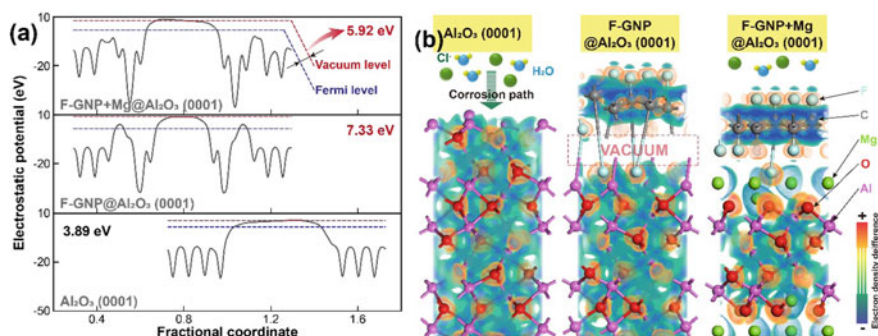 (a)
Electrostatic potential (eV)
10
-20
5.92 eV
Vacuum level
Fermi level
F-GNP+Mg@Al₂O₃ (0001)
10
-20
7.33 eV
F-GNP@Al₂O₃ (0001)
10
-20
-50
3.89 eV
Al₂O₃ (0001)
0.4 0.8 1.2 1.6
Fractional coordinate
(b)
Al₂O₃ (0001)
F-GNP
@Al₂O₃ (0001)
F-GNP+Mg
@Al₂O₃ (0001)
Cl⁻
H₂O
Corrosion path
VACUUM
F
C
Mg
O
Al
+
-
Electron density deifference